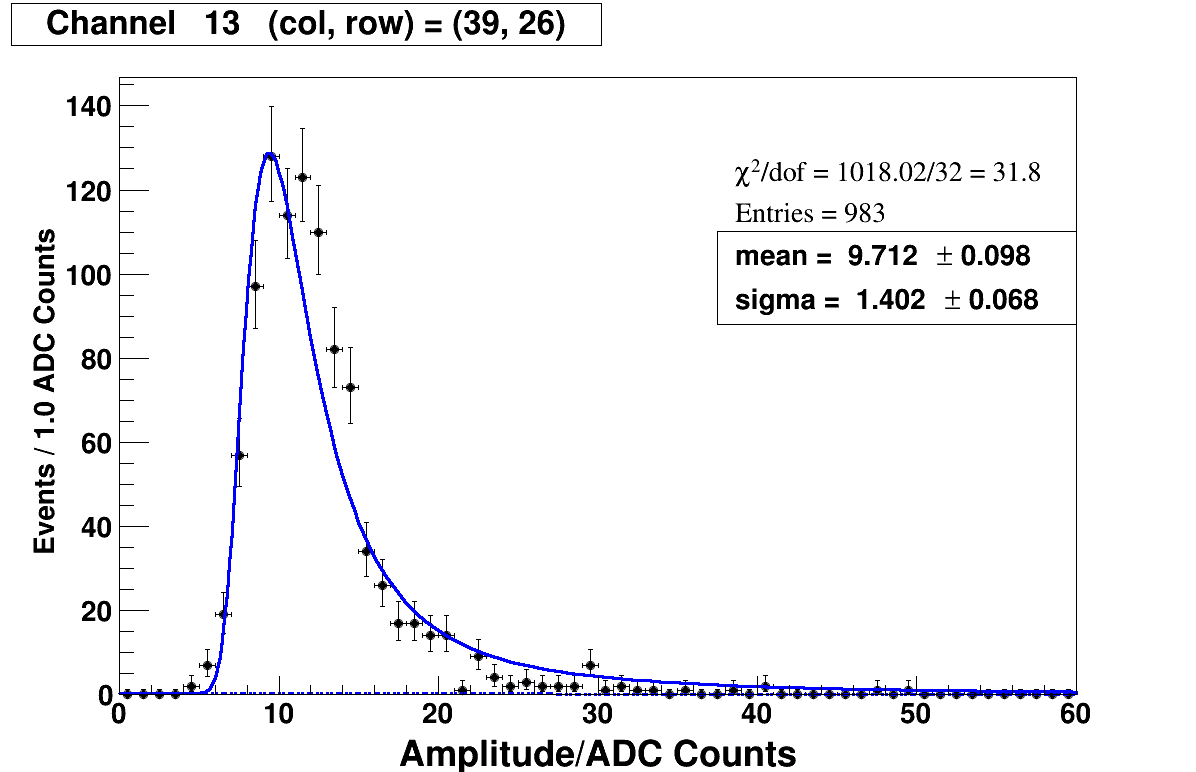 Channel 13 (col, row) = (39, 26)
χ²/dof = 1018.02/32 = 31.8
Entries = 983
mean = 9.712 ± 0.098
sigma = 1.402 ± 0.068
Events / 1.0 ADC Counts
140
120
100
80
60
40
20
0
0 10 20 30 40 50 60
Amplitude/ADC Counts